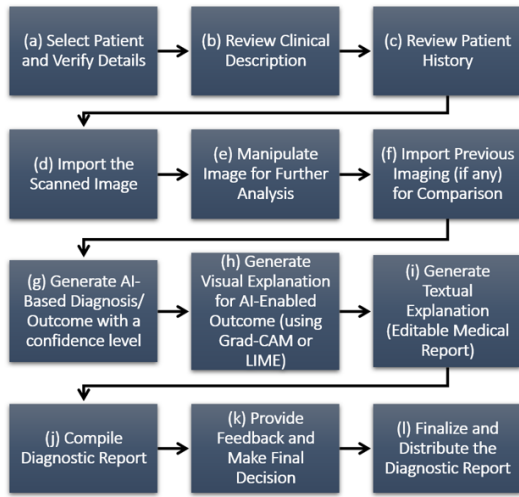 (a) Select Patient
and Verify Details
(b) Review Clinical
Description
(c) Review Patient
History
(d) Import the
Scanned Image
(e) Manipulate
Image for Further
Analysis
(f) Import Previous
Imaging (if any)
for Comparison
(g) Generate AI-
Based Diagnosis/
Outcome with a
confidence level
(h) Generate
Visual Explanation
for AI-Enabled
Outcome (using
Grad-CAM or
LIME)
(i) Generate
Textual
Explanation
(Editable Medical
Report)
(j) Compile
Diagnostic Report
(k) Provide
Feedback and
Make Final
Decision
(l) Finalize and
Distribute the
Diagnostic Report